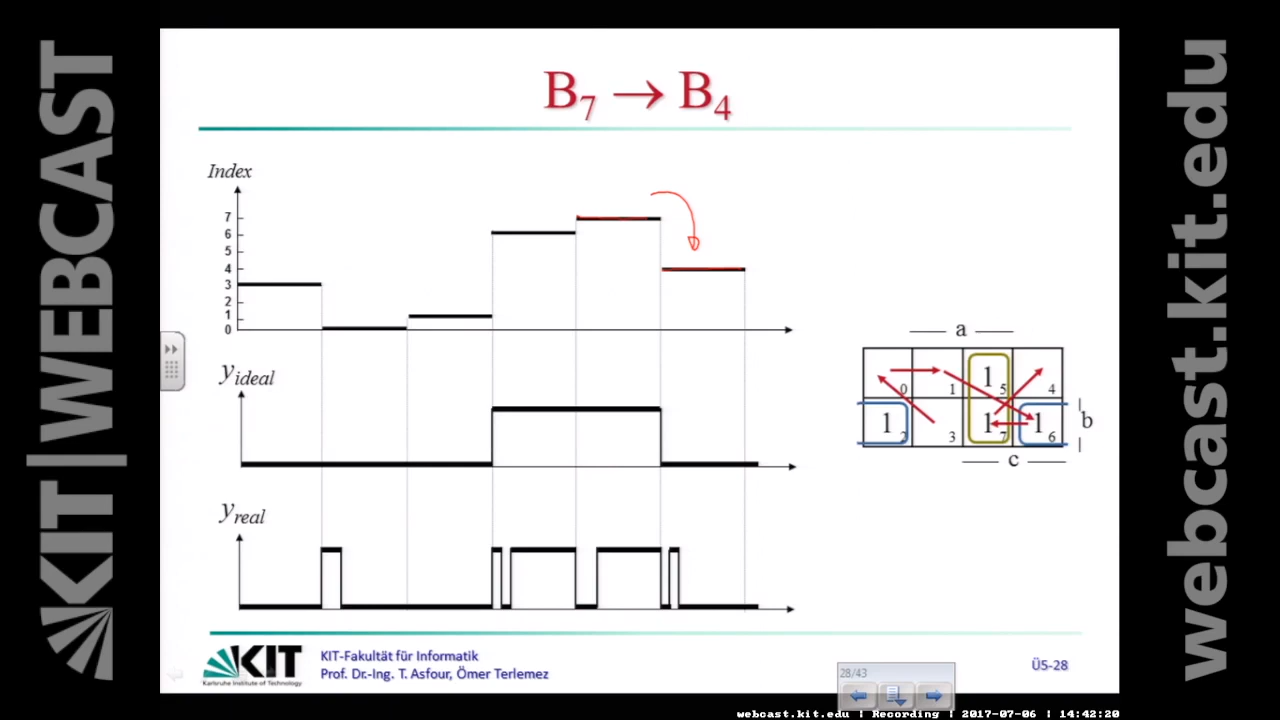 KIT | WEBCAST
B7 → B4
Index
7
6
5
4
3
2
1
0
yideal
yreal
a
0 1 1 5 4
1 2 3 1 7 1 6
b
c
KIT
Karlsruhe Institute of Technology
KIT-Fakultät für Informatik
Prof. Dr.-Ing. T. Asfour, Ömer Terlemez
28/43
Ü5-28
webcast.kit.edu
webcast.kit.edu | Recording | 2017-07-06 | 14:42:20